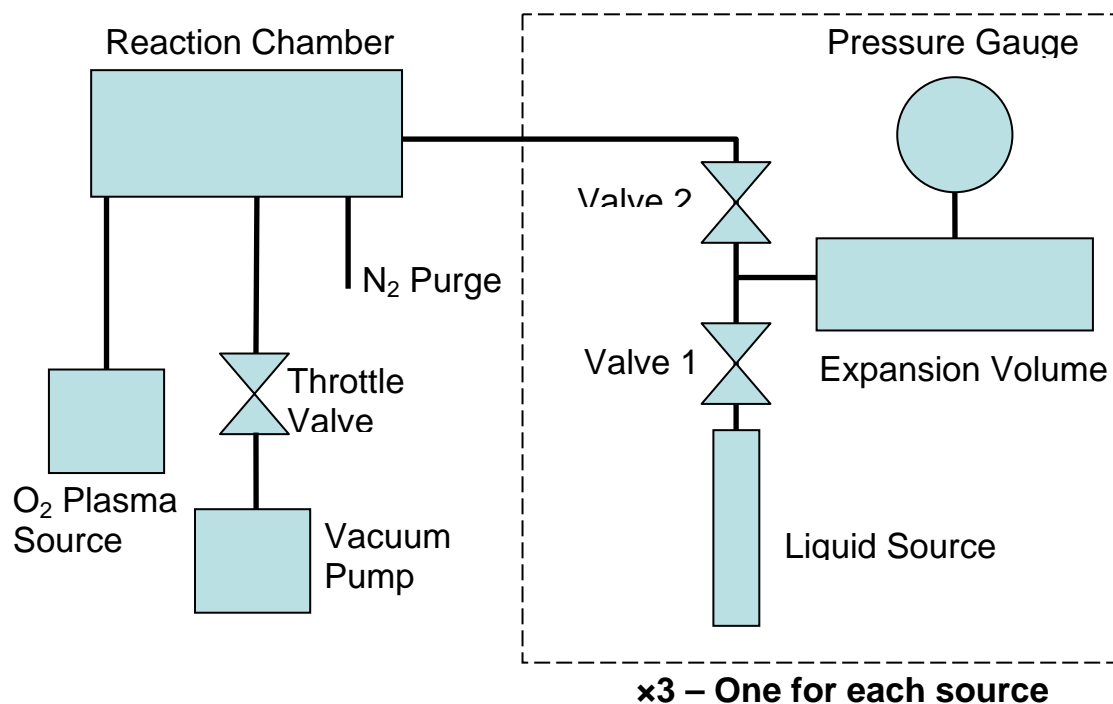 Reaction Chamber
Pressure Gauge
Valve 2
N₂ Purge
Valve 1
Throttle
Valve
Expansion Volume
O₂ Plasma
Source
Vacuum
Pump
Liquid Source
×3 – One for each source